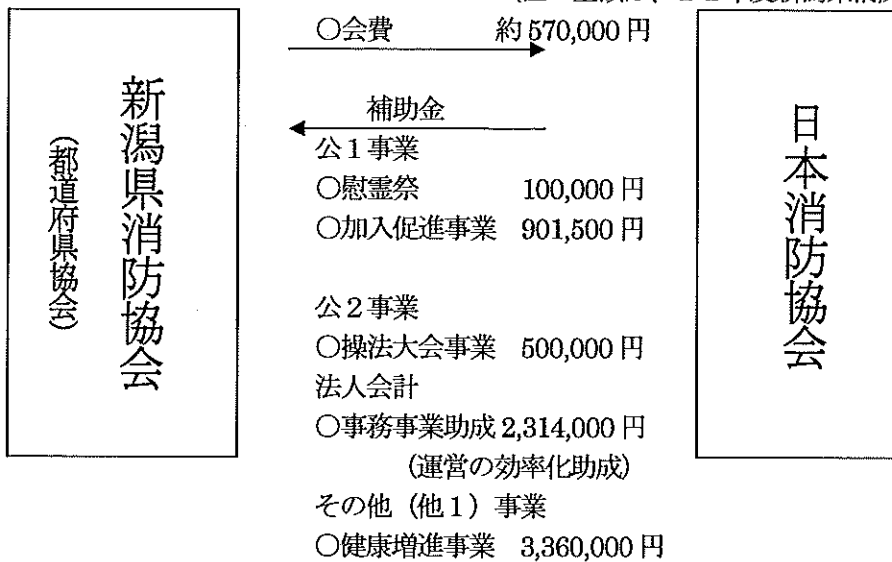 ○会費 約570,000円
補助金
公1事業
○慰霊祭 100,000円
○加入促進事業 901,500円
公2事業
○操法大会事業 500,000円
法人会計
○事務事業助成 2,314,000円
(運営の効率化助成)
その他(他1)事業
○健康増進事業 3,360,000円
新潟県消防協会
(都道府県協会)
日本消防協会